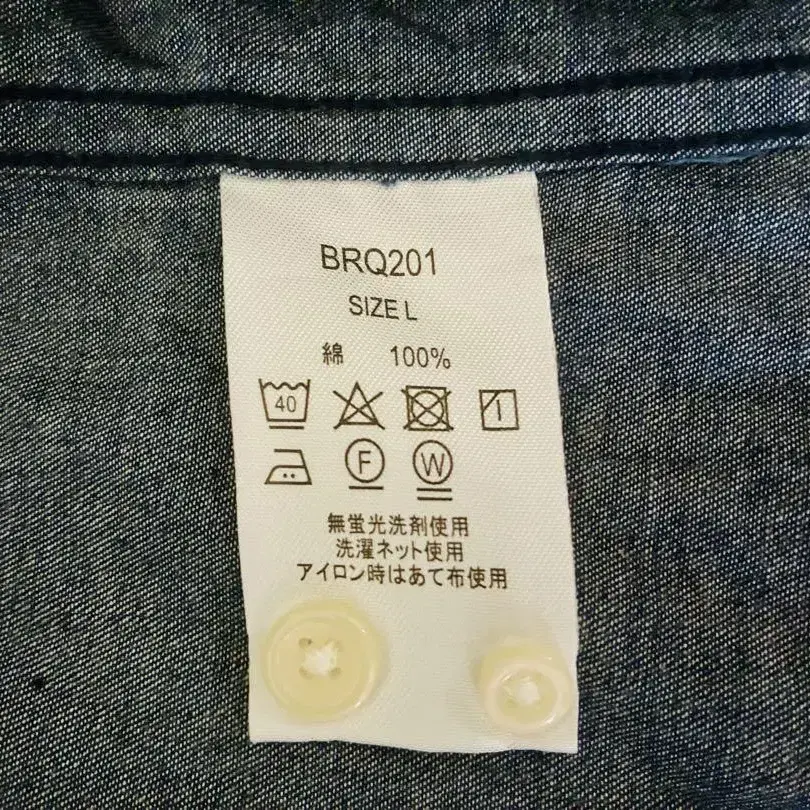 BRQ201
SIZE L
綿 100%
40
F W
無蛍光洗剤使用
洗濯ネット使用
アイロン時はあて布使用